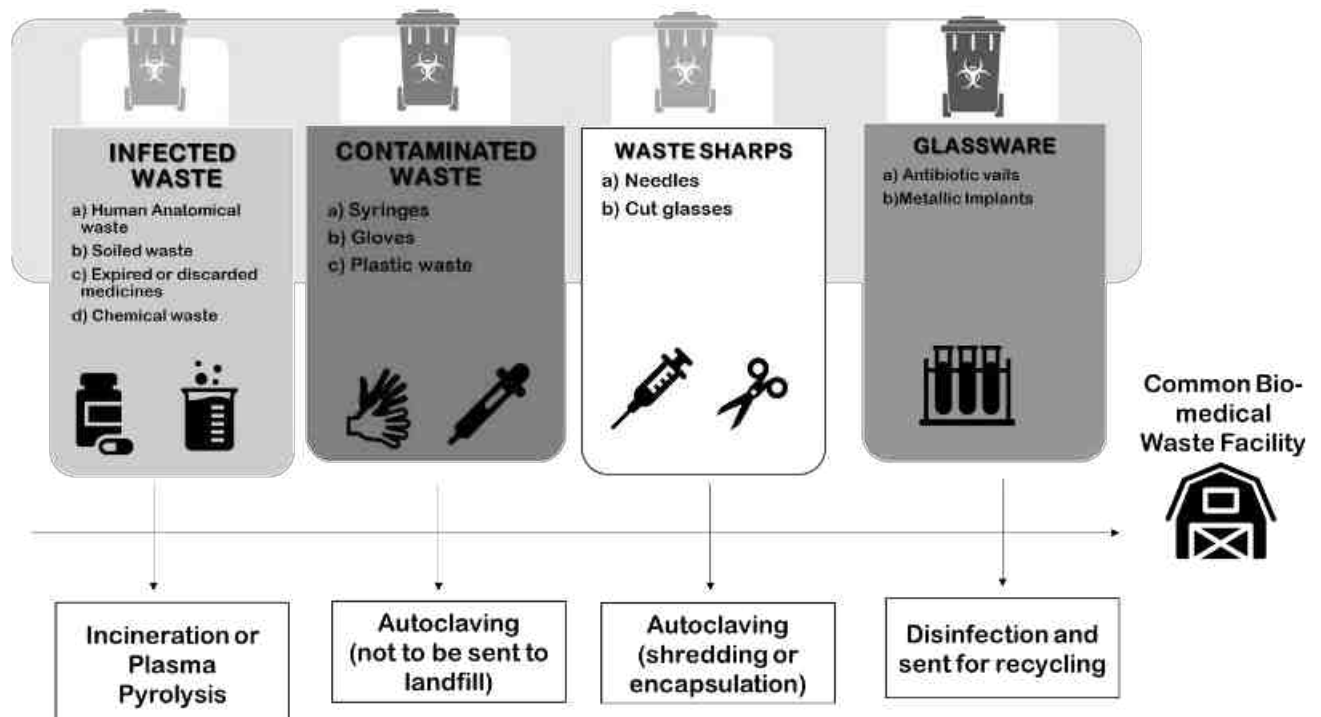 INFECTED
WASTE
a) Human Anatomical
waste
b) Soiled waste
c) Expired or discarded
medicines
d) Chemical waste
CONTAMINATED
WASTE
a) Syringes
b) Gloves
c) Plastic waste
WASTE SHARPS
a) Needles
b) Cut glasses
GLASSWARE
a) Antibiotic vails
b)Metallic Implants
Common Bio-
medical
Waste Facility
Incineration or
Plasma
Pyrolysis
Autoclaving
(not to be sent to
landfill)
Autoclaving
(shredding or
encapsulation)
Disinfection and
sent for recycling